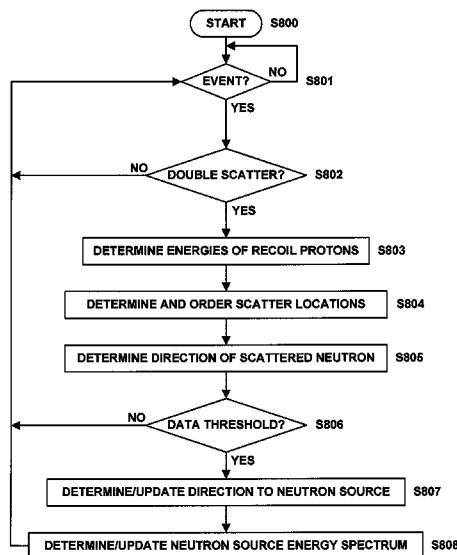 START S800
EVENT? NO S801
YES
NO DOUBLE SCATTER? S802
YES
DETERMINE ENERGIES OF RECOIL PROTONS S803
DETERMINE AND ORDER SCATTER LOCATIONS S804
DETERMINE DIRECTION OF SCATTERED NEUTRON S805
NO DATA THRESHOLD? S806
YES
DETERMINE/UPDATE DIRECTION TO NEUTRON SOURCE S807
DETERMINE/UPDATE NEUTRON SOURCE ENERGY SPECTRUM S808